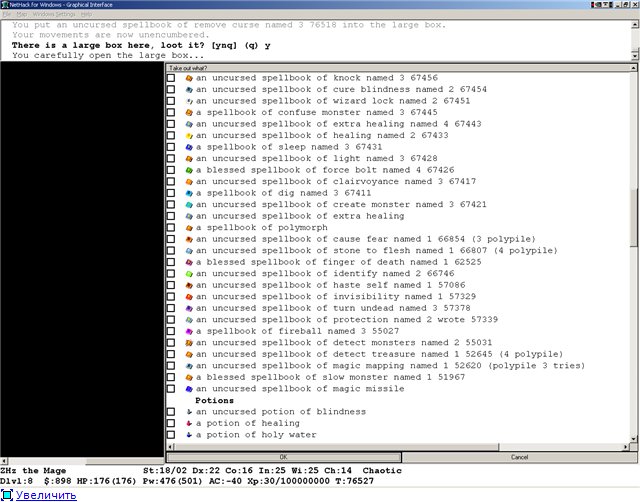 NetHack for Windows - Graphical Interface
File Map Window Settings Help
You put an uncursed spellbook of remove curse named 3 76518 into the large box.
Your movements are now unencumbered.
There is a large box here, loot it? [ynq] (q) y
You carefully open the large box...
Take out what?
an uncursed spellbook of knock named 3 67456
an uncursed spellbook of cure blindness named 2 67454
an uncursed spellbook of wizard lock named 2 67451
a spellbook of confuse monster named 3 67445
an uncursed spellbook of extra healing named 4 67443
an uncursed spellbook of healing named 2 67433
a spellbook of sleep named 3 67431
an uncursed spellbook of light named 3 67428
a blessed spellbook of force bolt named 4 67426
an uncursed spellbook of clairvoyance named 3 67417
a spellbook of dig named 3 67411
an uncursed spellbook of create monster named 3 67421
an uncursed spellbook of extra healing
a spellbook of polymorph
an uncursed spellbook of cause fear named 1 66854 (3 polypile)
an uncursed spellbook of stone to flesh named 1 66807 (4 polypile)
a blessed spellbook of finger of death named 1 62525
an uncursed spellbook of identify named 2 66746
an uncursed spellbook of haste self named 1 57086
an uncursed spellbook of invisibility named 1 57329
an uncursed spellbook of turn undead named 3 57378
an uncursed spellbook of protection named 2 wrote 57339
a spellbook of fireball named 3 55027
an uncursed spellbook of detect monsters named 2 55031
an uncursed spellbook of detect treasure named 1 52645 (4 polypile)
an uncursed spellbook of magic mapping named 1 52620 (polypile 3 tries)
a blessed spellbook of slow monster named 1 51967
an uncursed spellbook of magic missile
Potions
an uncursed potion of blindness
a potion of healing
a potion of holy water
OK Cancel
ZHz the Mage St:18/02 Dx:22 Co:16 In:25 Wi:25 Ch:14 Chaotic
Dlvl:8 $:898 HP:176(176) Pw:476(501) AC:-40 Xp:30/100000000 T:76527
Увеличить